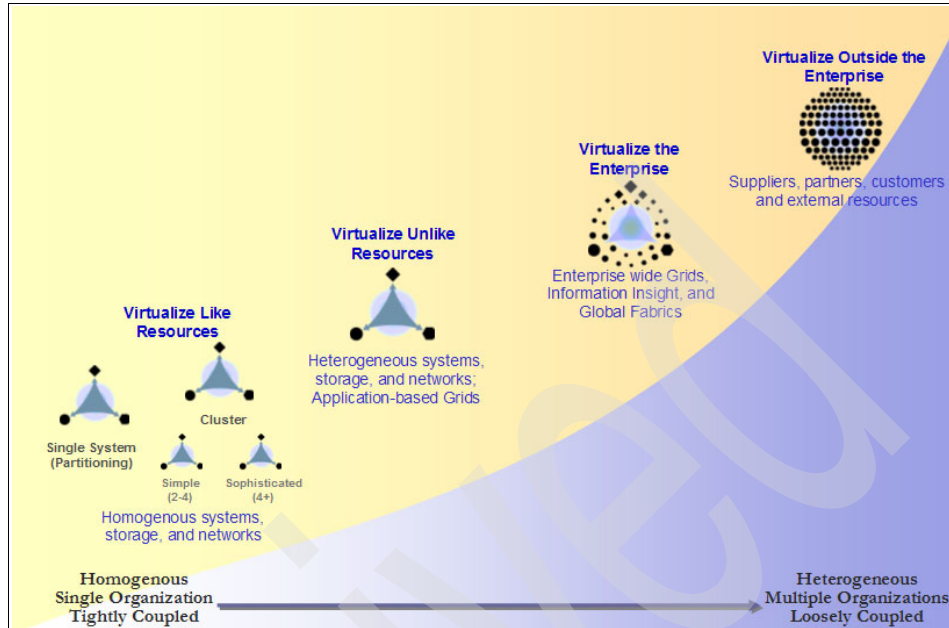 Virtualize Outside the
Enterprise
Suppliers, partners, customers
and external resources
Virtualize the
Enterprise
Enterprise wide Grids,
Information Insight, and
Global Fabrics
Virtualize Unlike
Resources
Heterogeneous systems,
storage, and networks;
Application-based Grids
Virtualize Like
Resources
Single System
(Partitioning)
Cluster
Simple
(2-4)
Sophisticated
(4+)
Homogenous systems,
storage, and networks
Homogenous
Single Organization
Tightly Coupled
Heterogeneous
Multiple Organizations
Loosely Coupled